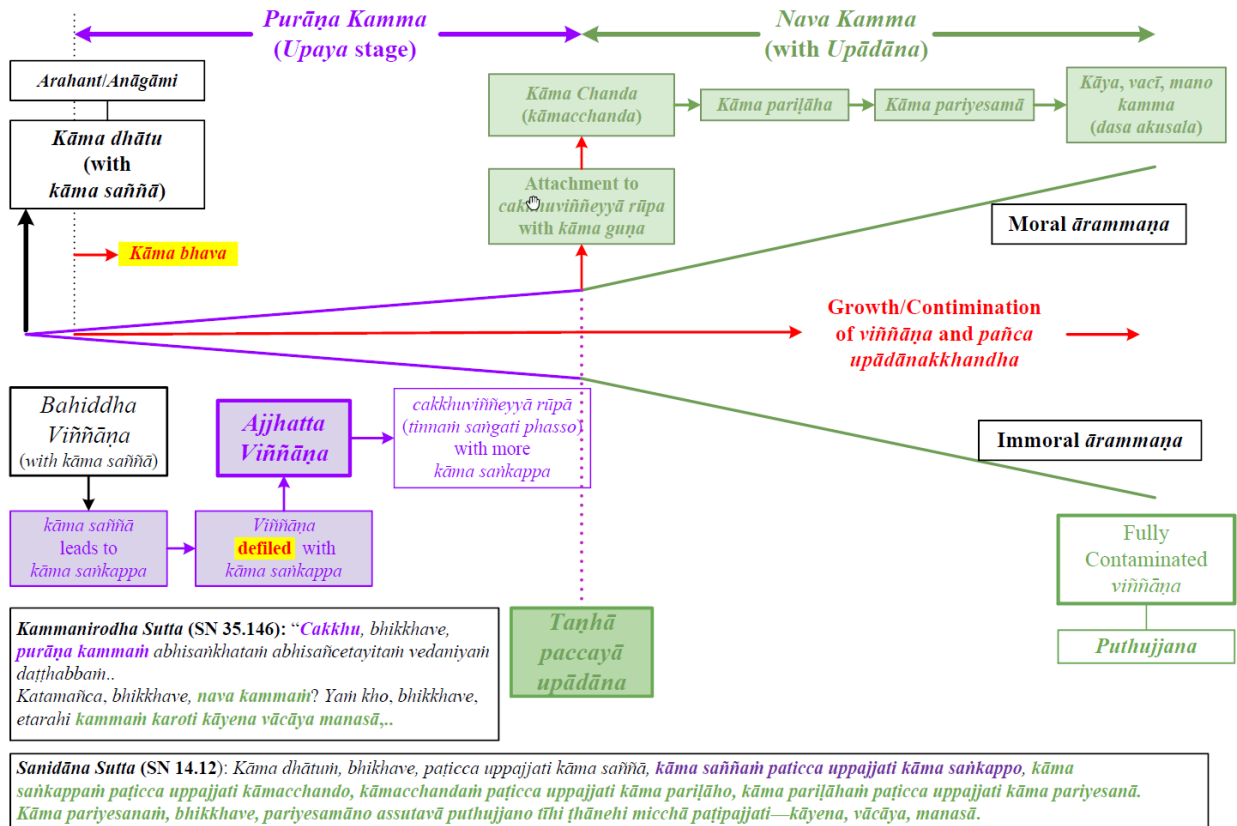 Purāṇa Kamma
(Upaya stage)
Nava Kamma
(with Upādāna)
Arahant/Anāgāmi
Kāma dhātu
(with
kāma saññā)
Kāma bhava
Kāma Chanda
(kāmacchanda)
Kāma pariḷāha
Kāma pariyesamā
Kāya, vacī, mano
kamma
(dasa akusala)
Attachment to
cakkhuviññeyyā rūpa
with kāma guṇa
Moral ārammaṇa
Growth/Contimination
of viññāṇa and pañca
upādānakkhandha
Immoral ārammaṇa
Bahiddha
Viññāṇa
(with kāma saññā)
Ajjhatta
Viññāṇa
cakkhuviññeyyā rūpā
(tinnaṁ saṅgati phasso)
with more
kāma saṅkappa
kāma saññā
leads to
kāma saṅkappa
Viññāṇa
defiled with
kāma saṅkappa
Taṇhā
paccayā
upādāna
Fully
Contaminated
viññāṇa
Puthujjana
Kammanirodha Sutta (SN 35.146): “Cakkhu, bhikkhave,
purāṇa kammaṁ abhisaṅkhataṁ abhisañcetayitaṁ vedaniyaṁ
daṭṭhabbaṁ..
Katamañca, bhikkhave, nava kammaṁ? Yaṁ kho, bhikkhave,
etarahi kammaṁ karoti kāyena vācāya manasā,..
Sanidāna Sutta (SN 14.12): Kāma dhātuṁ, bhikhave, paṭicca uppajjati kāma saññā, kāma saññaṁ paticca uppajjati kāma saṅkappo, kāma
saṅkappaṁ paṭicca uppajjati kāmacchando, kāmacchandaṁ paṭicca uppajjati kāma pariḷāho, kāma pariḷāhaṁ paṭicca uppajjati kāma pariyesanā.
Kāma pariyesanaṁ, bhikkhave, pariyesamāno assutavā puthujjano tīhi ṭhānehi micchā paṭipajjati—kāyena, vācāya, manasā.